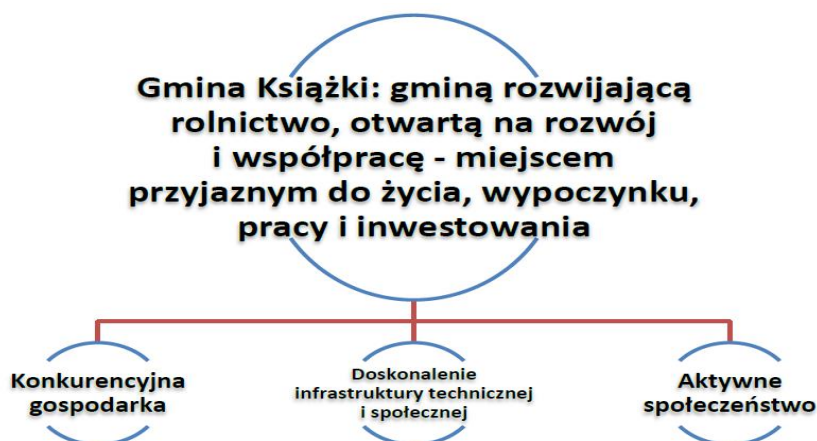 Gmina Książki: gminą rozwijającą
rolnictwo, otwartą na rozwój
i współpracę - miejscem
przyjaznym do życia, wypoczynku,
pracy i inwestowania
Konkurencyjna
gospodarka
Doskonalenie
infrastruktury technicznej
i społecznej
Aktywne
społeczeństwo